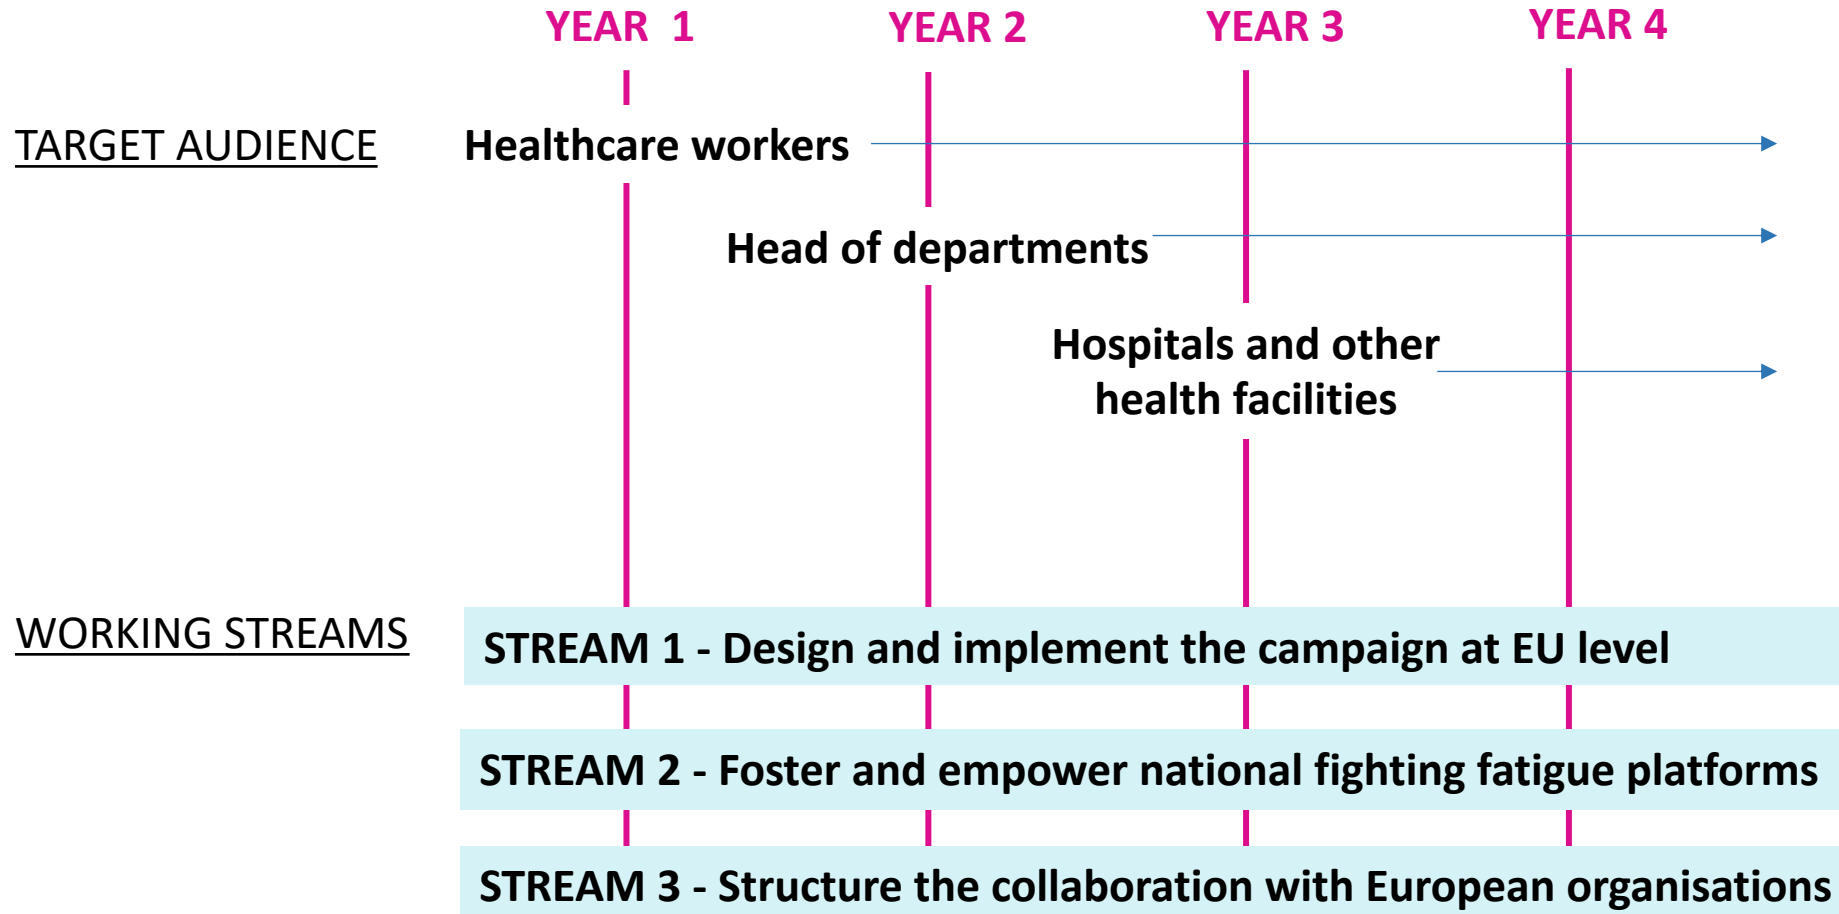 YEAR 1
YEAR 2
YEAR 3
YEAR 4
TARGET AUDIENCE
Healthcare workers
Head of departments
Hospitals and other
health facilities
WORKING STREAMS
STREAM 1 - Design and implement the campaign at EU level
STREAM 2 - Foster and empower national fighting fatigue platforms
STREAM 3 - Structure the collaboration with European organisations